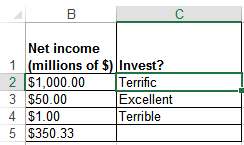 B C
Net income
1 (millions of $) Invest?
2 $1,000.00 Terrific
3 $50.00 Excellent
4 $1.00 Terrible
5 $350.33